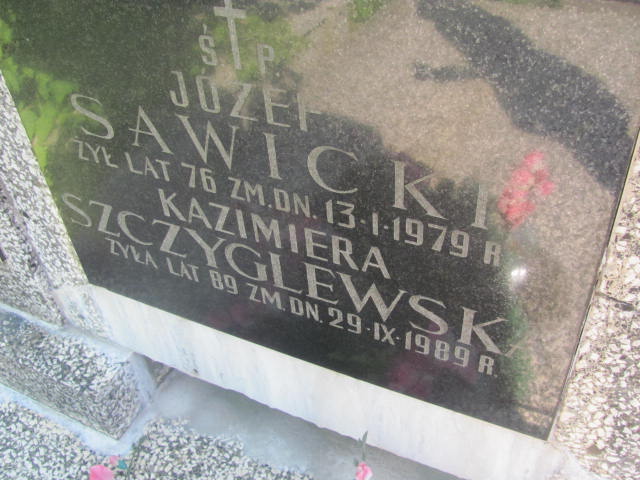 Ś P
JÓZEF
SAWICKI
ŻYŁ LAT 76 ZM.DN. 13·I·1979 R
KAZIMIERA
SZCZYGLEWSKA
ŻYŁA LAT 89 ZM.DN. 29·IX·1989 R.